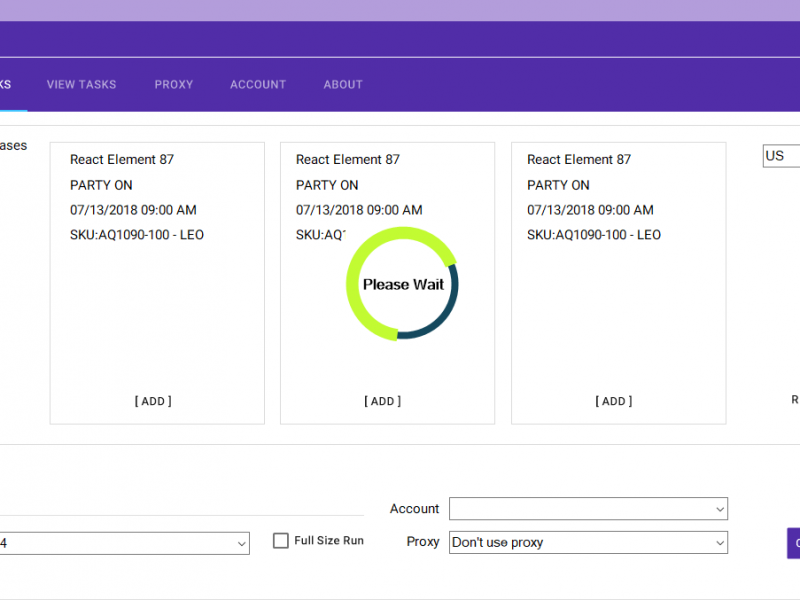 KS VIEW TASKS PROXY ACCOUNT ABOUT
ases
US
React Element 87
PARTY ON
07/13/2018 09:00 AM
SKU:AQ1090-100 - LEO
[ ADD ]
React Element 87
PARTY ON
07/13/2018 09:00 AM
SKU:AQ1
Please Wait
[ ADD ]
React Element 87
PARTY ON
07/13/2018 09:00 AM
SKU:AQ1090-100 - LEO
[ ADD ]
R
Account
4
Full Size Run
Proxy Don't use proxy